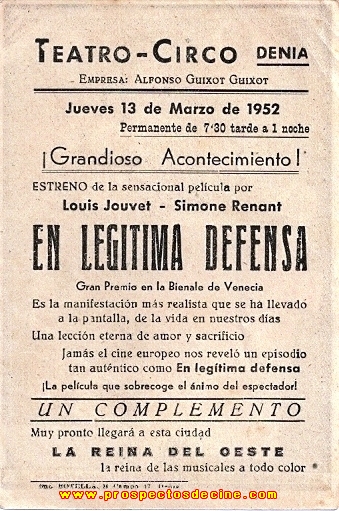 TEATRO-CIRCO DENIA
EMPRESA: ALFONSO GUIXOT GUIXOT
Jueves 13 de Marzo de 1952
Permanente de 7'30 tarde a 1 noche
¡Grandioso Acontecimiento!
ESTRENO de la sensacional película por
Louis Jouvet - Simone Renant
EN LEGITIMA DEFENSA
Gran Premio en la Bienale de Venecia
Es la manifestación más realista que se há llevado
a la pantalla, de la vida en nuestros días
Una lección eterna de amor y sacrificio
Jamás el cine europeo nos reveló un episodio
tan auténtico como En legítima defensa
¡La película que sobrecoge el ánimo del espectador!
UN COMPLEMENTO
Muy pronto llegará a esta ciudad
LA REINA DEL OESTE
la reina de las musicales a todo color
www.prospectosdecine.com